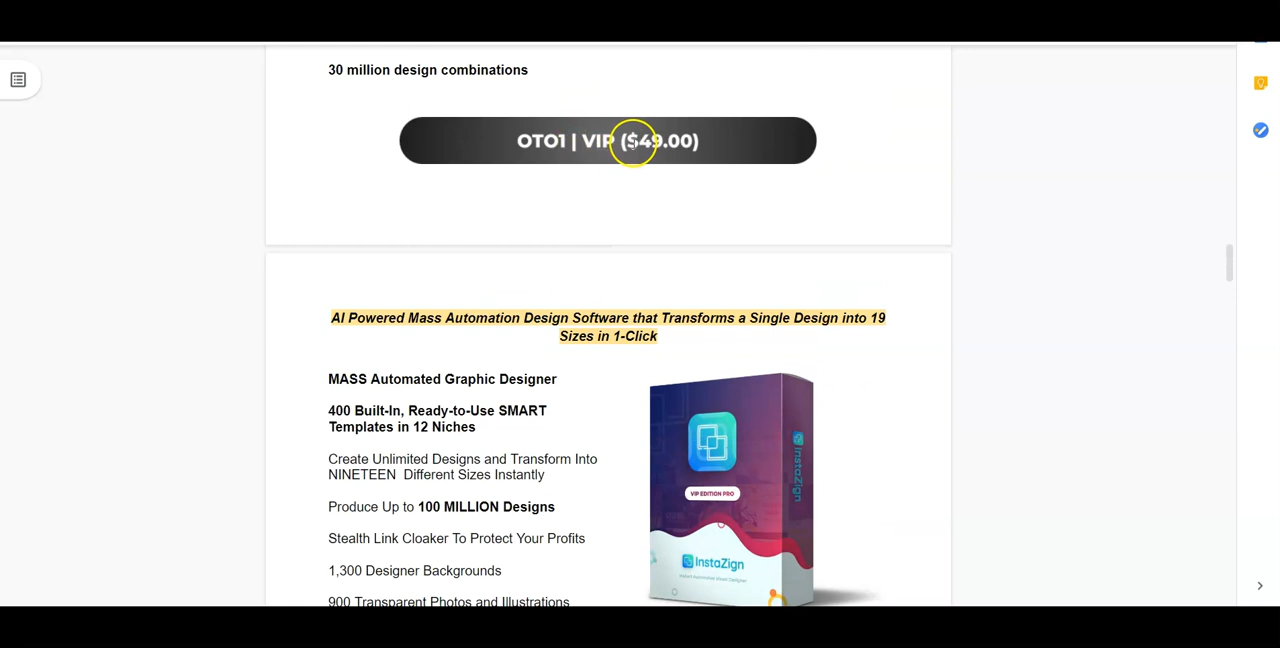 30 million design combinations
OTO1 | VIP ($49.00)
AI Powered Mass Automation Design Software that Transforms a Single Design into 19
Sizes in 1-Click
MASS Automated Graphic Designer
400 Built-In, Ready-to-Use SMART
Templates in 12 Niches
Create Unlimited Designs and Transform Into
NINETEEN Different Sizes Instantly
Produce Up to 100 MILLION Designs
Stealth Link Cloaker To Protect Your Profits
1,300 Designer Backgrounds
900 Transparent Photos and Illustrations
VIP EDITION PRO
InstaZign
InstaZign